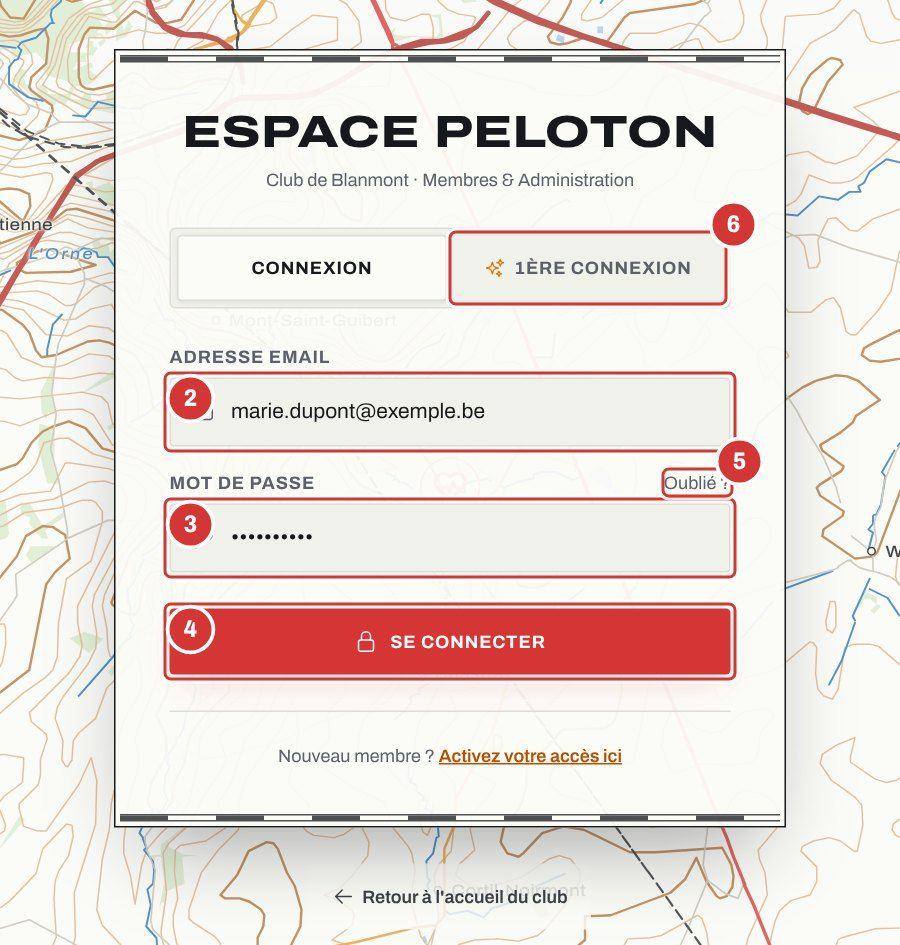 ESPACE PELOTON
Club de Blanmont · Membres & Administration
tienne
6
L'Orne
CONNEXION
1ÈRE CONNEXION
Mont-Saint-Guibert
ADRESSE EMAIL
2
marie.dupont@exemple.be
5
MOT DE PASSE
Oublié ?
3
••••••••••
W
4
SE CONNECTER
Nouveau membre ? Activez votre accès ici
Cortil-Noirmont
← Retour à l'accueil du club